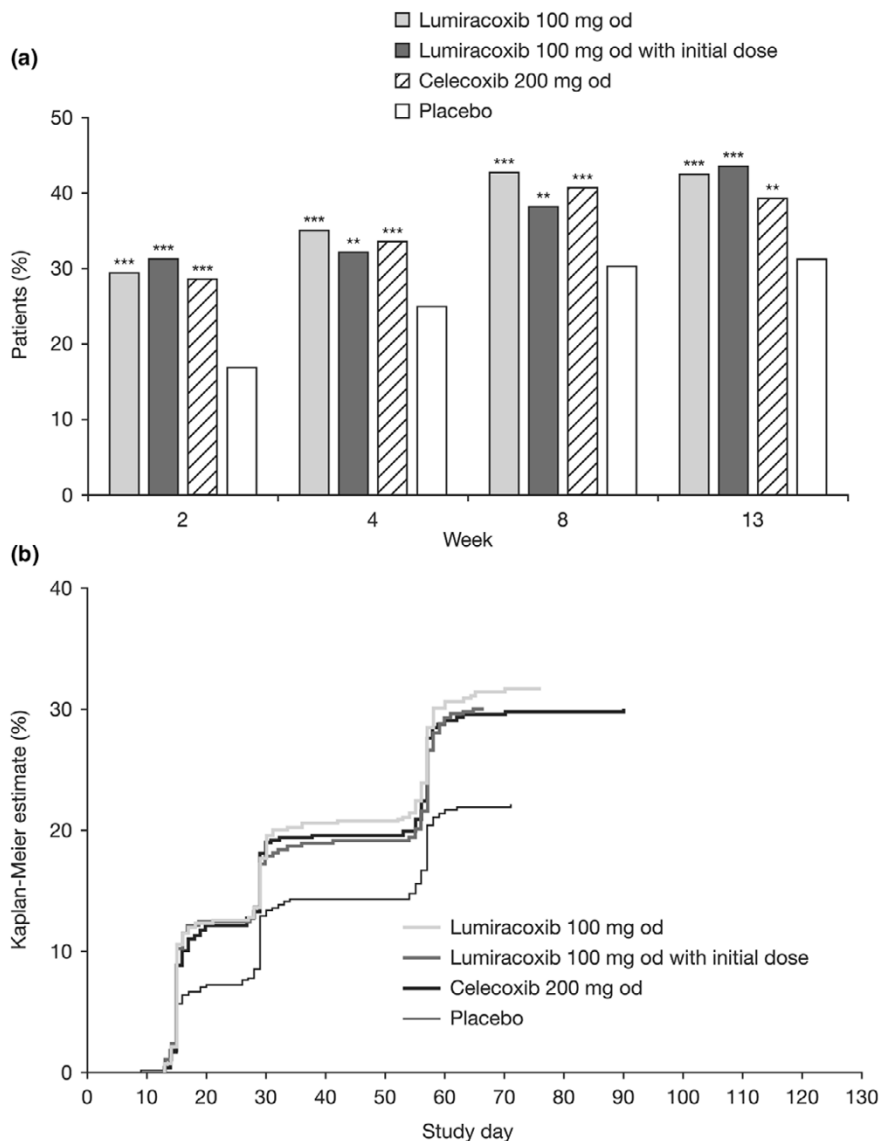 (a)
Lumiracoxib 100 mg od
Lumiracoxib 100 mg od with initial dose
Celecoxib 200 mg od
Placebo
50
40
30
20
10
0
Patients (%)
*** *** ***
*** ** ***
*** ** ***
*** *** **
2 4 8 13
Week
(b)
40
30
20
10
0
Kaplan-Meier estimate (%)
Lumiracoxib 100 mg od
Lumiracoxib 100 mg od with initial dose
Celecoxib 200 mg od
Placebo
0 10 20 30 40 50 60 70 80 90 100 110 120 130
Study day